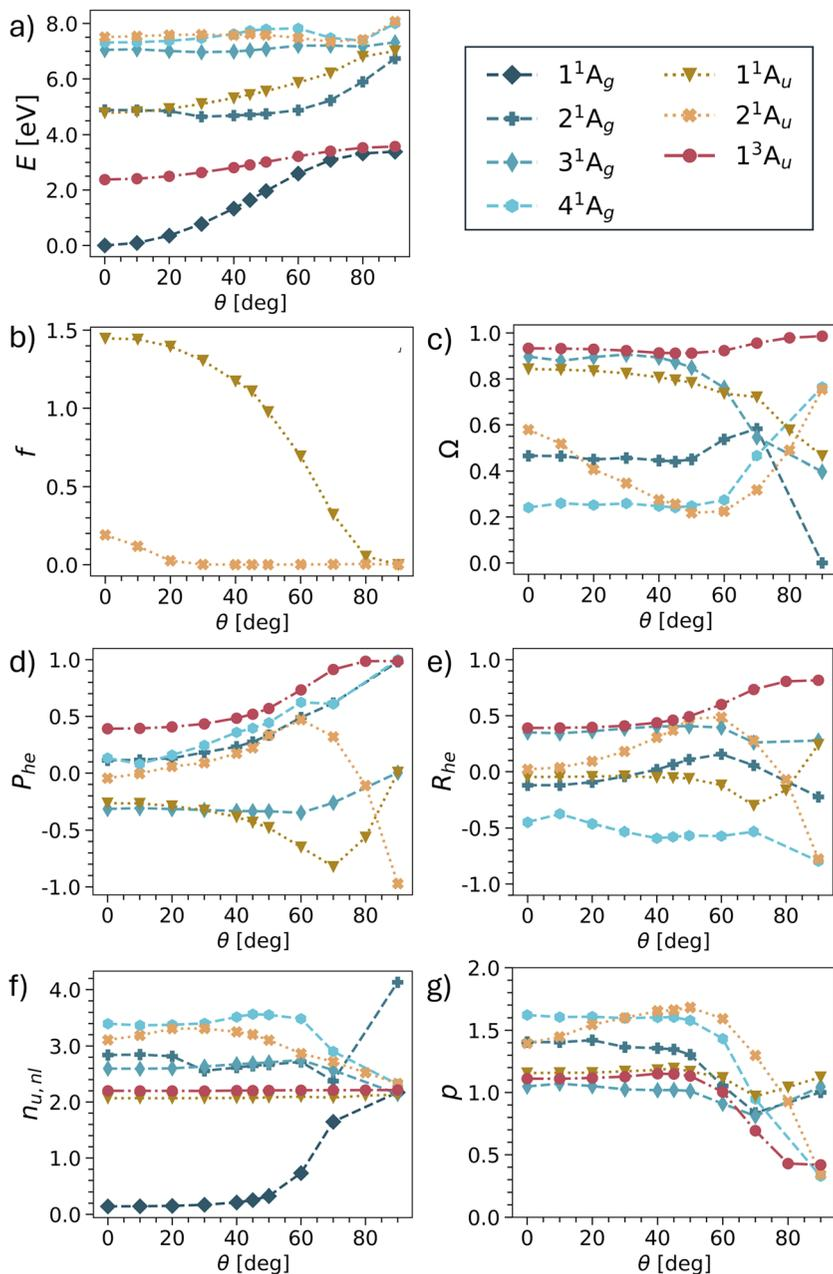 a)
E [eV]
8.0
6.0
4.0
2.0
0.0
0 20 40 60 80
θ [deg]
1¹A_g
2¹A_g
3¹A_g
4¹A_g
1¹A_u
2¹A_u
1³A_u
b)
f
1.5
1.0
0.5
0.0
0 20 40 60 80
θ [deg]
c)
Ω
1.0
0.8
0.6
0.4
0.2
0.0
0 20 40 60 80
θ [deg]
d)
P_he
1.0
0.5
0.0
-0.5
-1.0
0 20 40 60 80
θ [deg]
e)
R_he
1.0
0.5
0.0
-0.5
-1.0
0 20 40 60 80
θ [deg]
f)
n_u,nl
4.0
3.0
2.0
1.0
0.0
0 20 40 60 80
θ [deg]
g)
p
2.0
1.5
1.0
0.5
0.0
0 20 40 60 80
θ [deg]